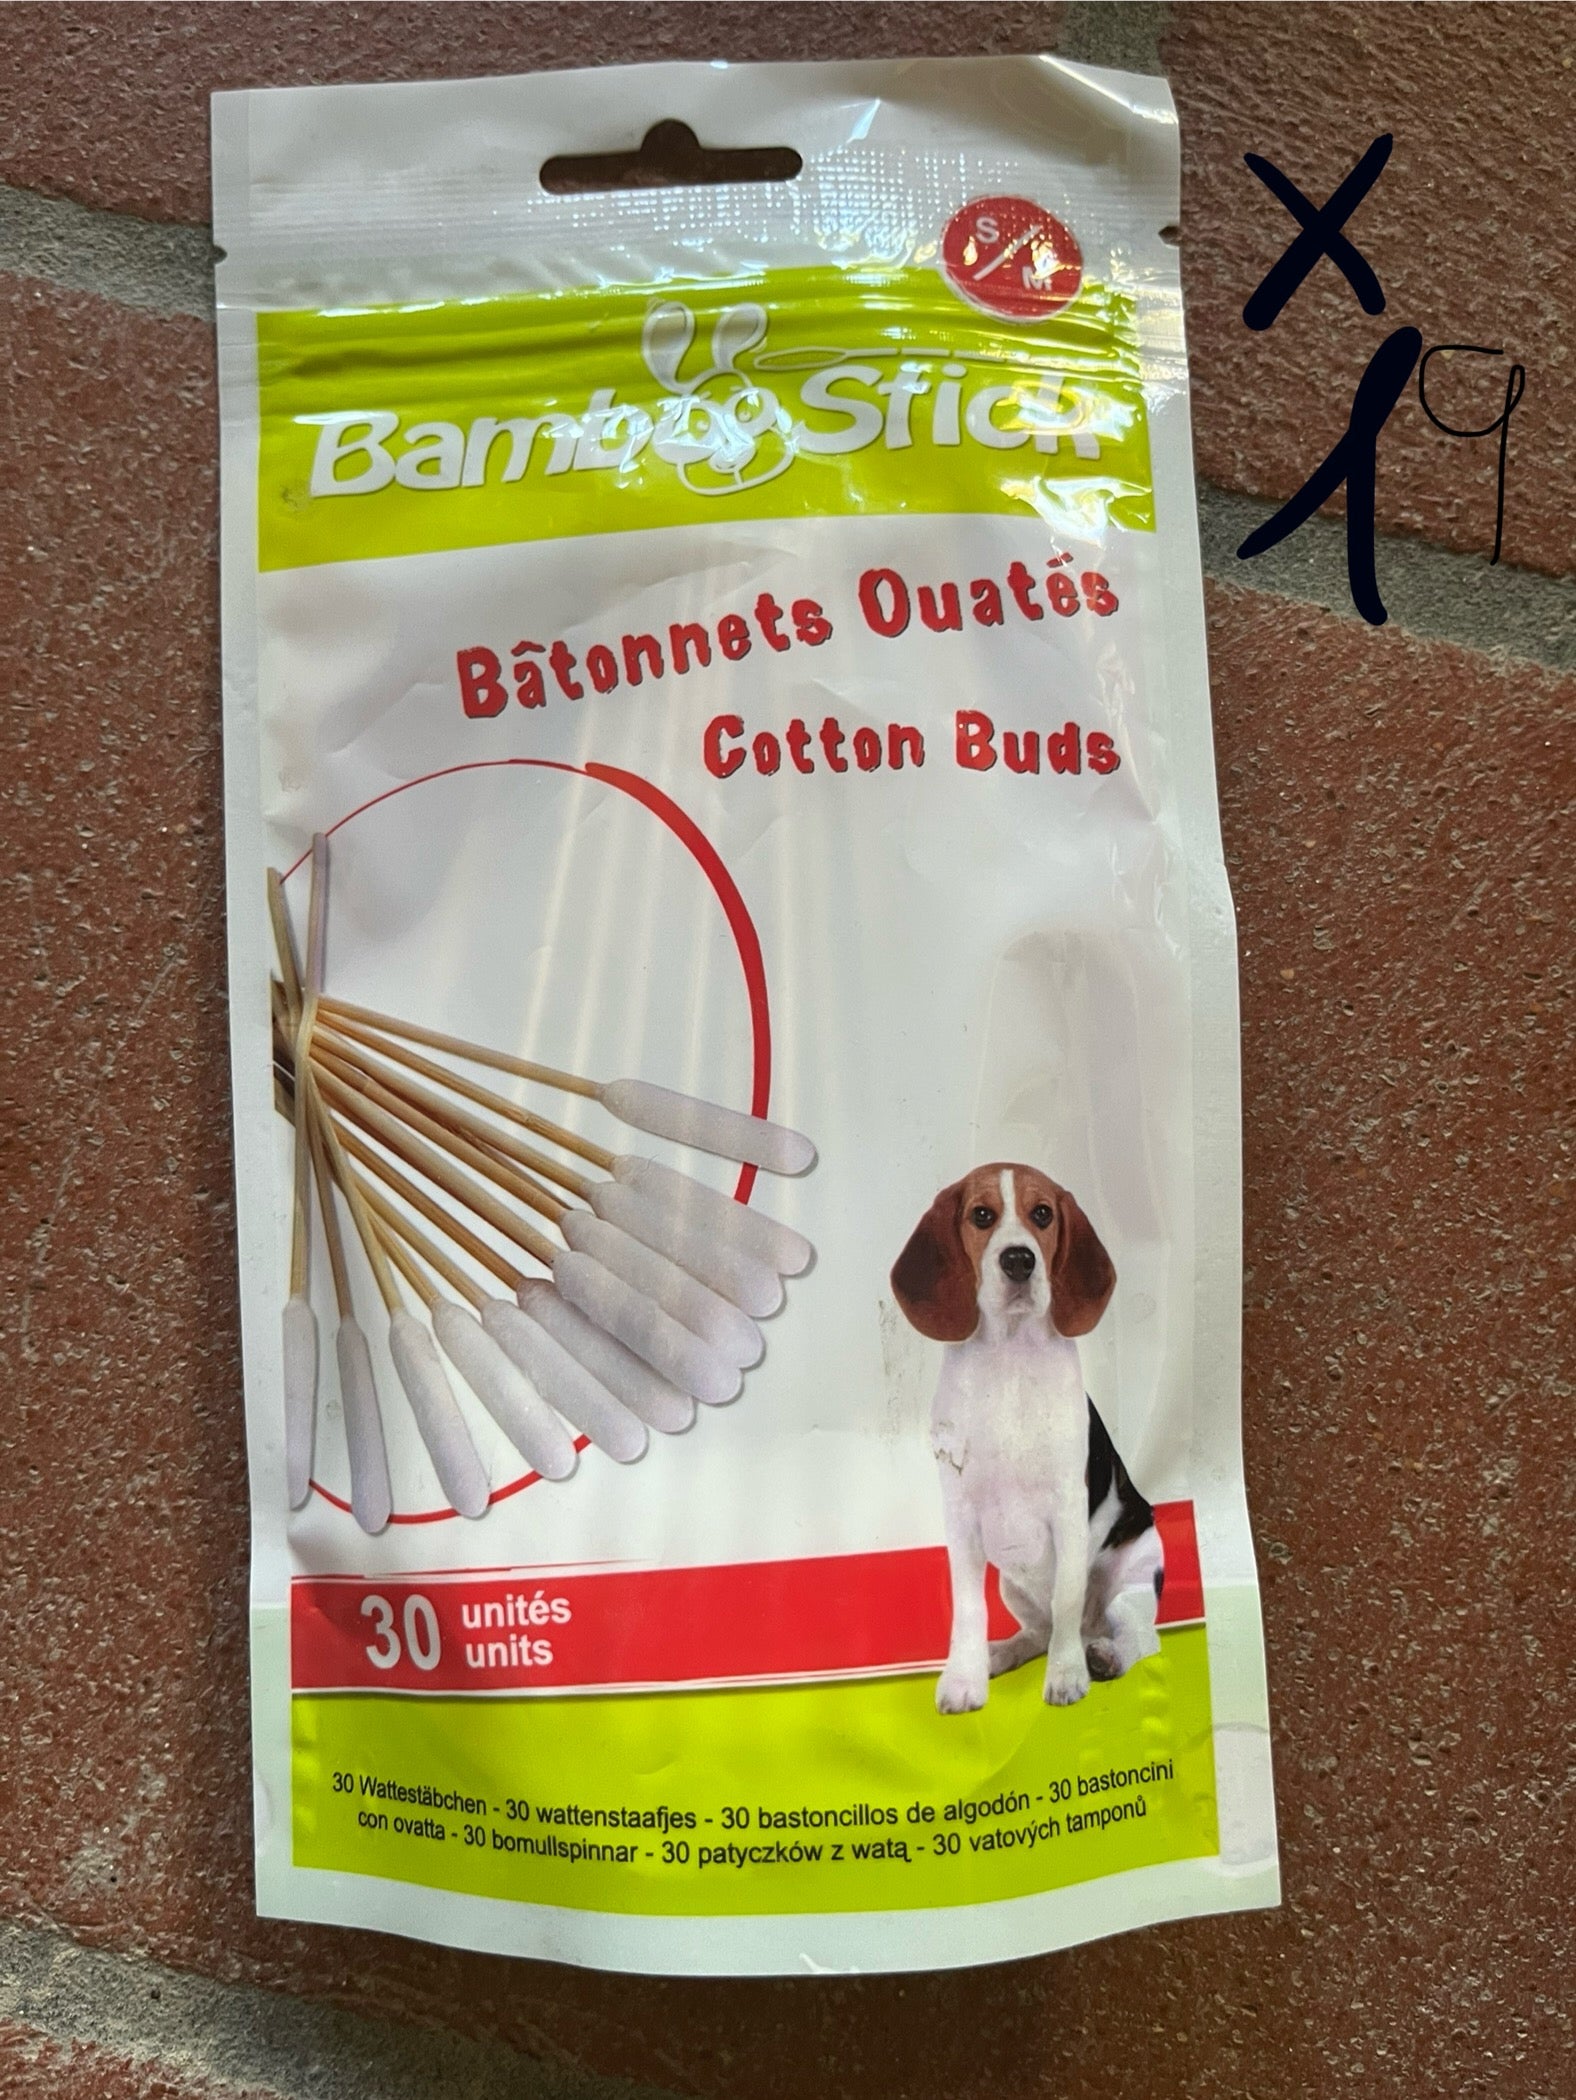 S/M
x
19
BambooStick
Bâtonnets Ouatés
Cotton Buds
30 unités
units
30 Wattestäbchen - 30 wattenstaafjes - 30 bastoncillos de algodón - 30 bastoncini
con ovatta - 30 bomullspinnar - 30 patyczków z watą - 30 vatových tamponů